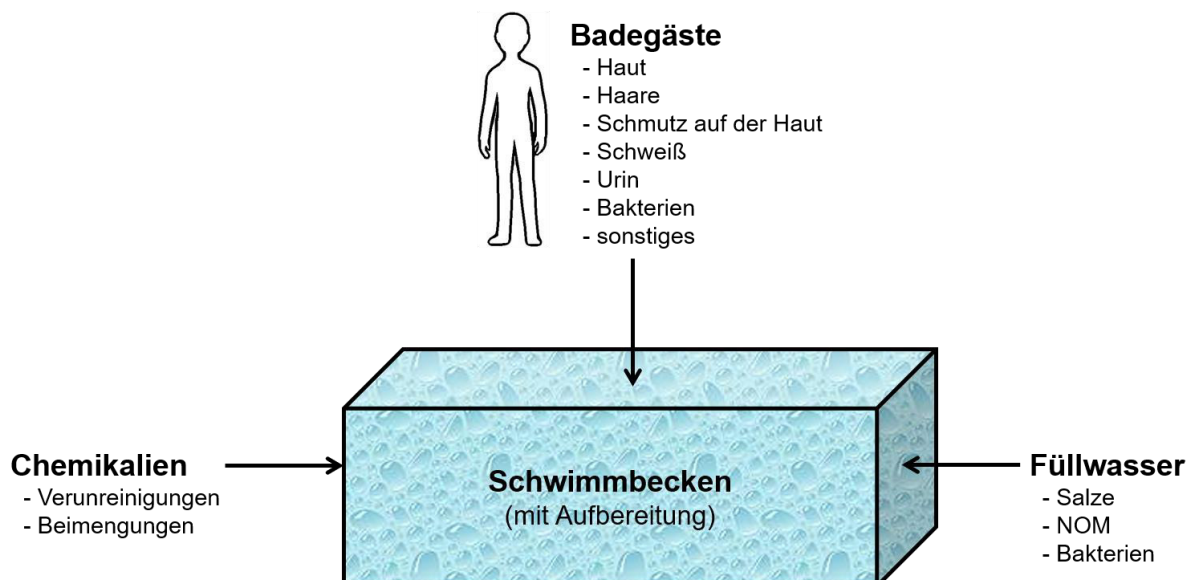 Badegäste
- Haut
- Haare
- Schmutz auf der Haut
- Schweiß
- Urin
- Bakterien
- sonstiges
Chemikalien
- Verunreinigungen
- Beimengungen
Schwimmbecken
(mit Aufbereitung)
Füllwasser
- Salze
- NOM
- Bakterien